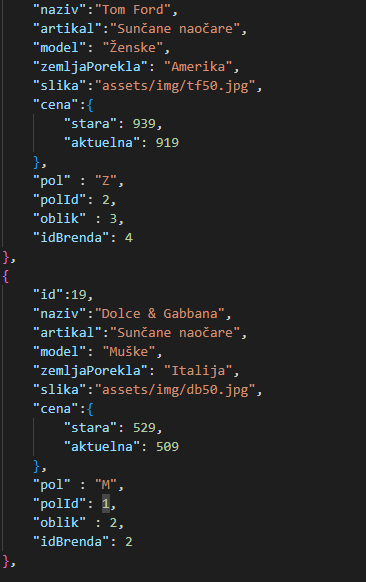 "naziv":"Tom Ford",
"artikal":"Sunčane naočare",
"model": "Ženske",
"zemljaPorekla": "Amerika",
"slika":"assets/img/tf50.jpg",
"cena":{
"stara": 939,
"aktuelna": 919
},
"pol" : "Z",
"polId": 2,
"oblik" : 3,
"idBrenda": 4
},
{
"id":19,
"naziv":"Dolce & Gabbana",
"artikal":"Sunčane naočare",
"model": "Muške",
"zemljaPorekla": "Italija",
"slika":"assets/img/db50.jpg",
"cena":{
"stara": 529,
"aktuelna": 509
},
"pol" : "M",
"polId": 1,
"oblik" : 2,
"idBrenda": 2
},